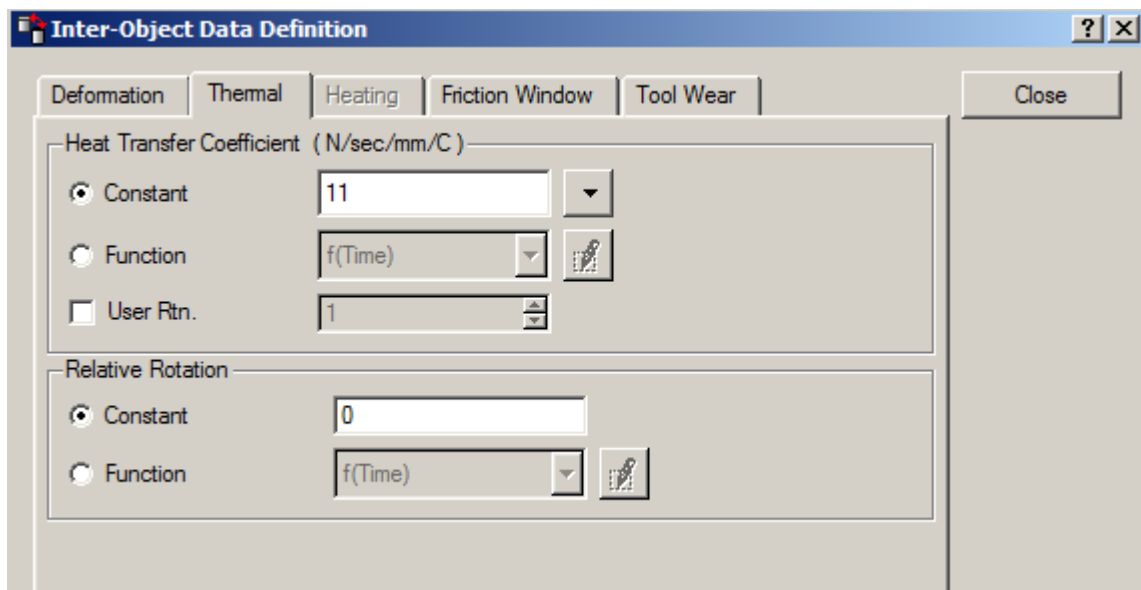 Inter-Object Data Definition
Deformation Thermal Heating Friction Window Tool Wear Close
Heat Transfer Coefficient ( N/sec/mm/C )
Constant 11
Function f(Time)
User Rtn. 1
Relative Rotation
Constant 0
Function f(Time)